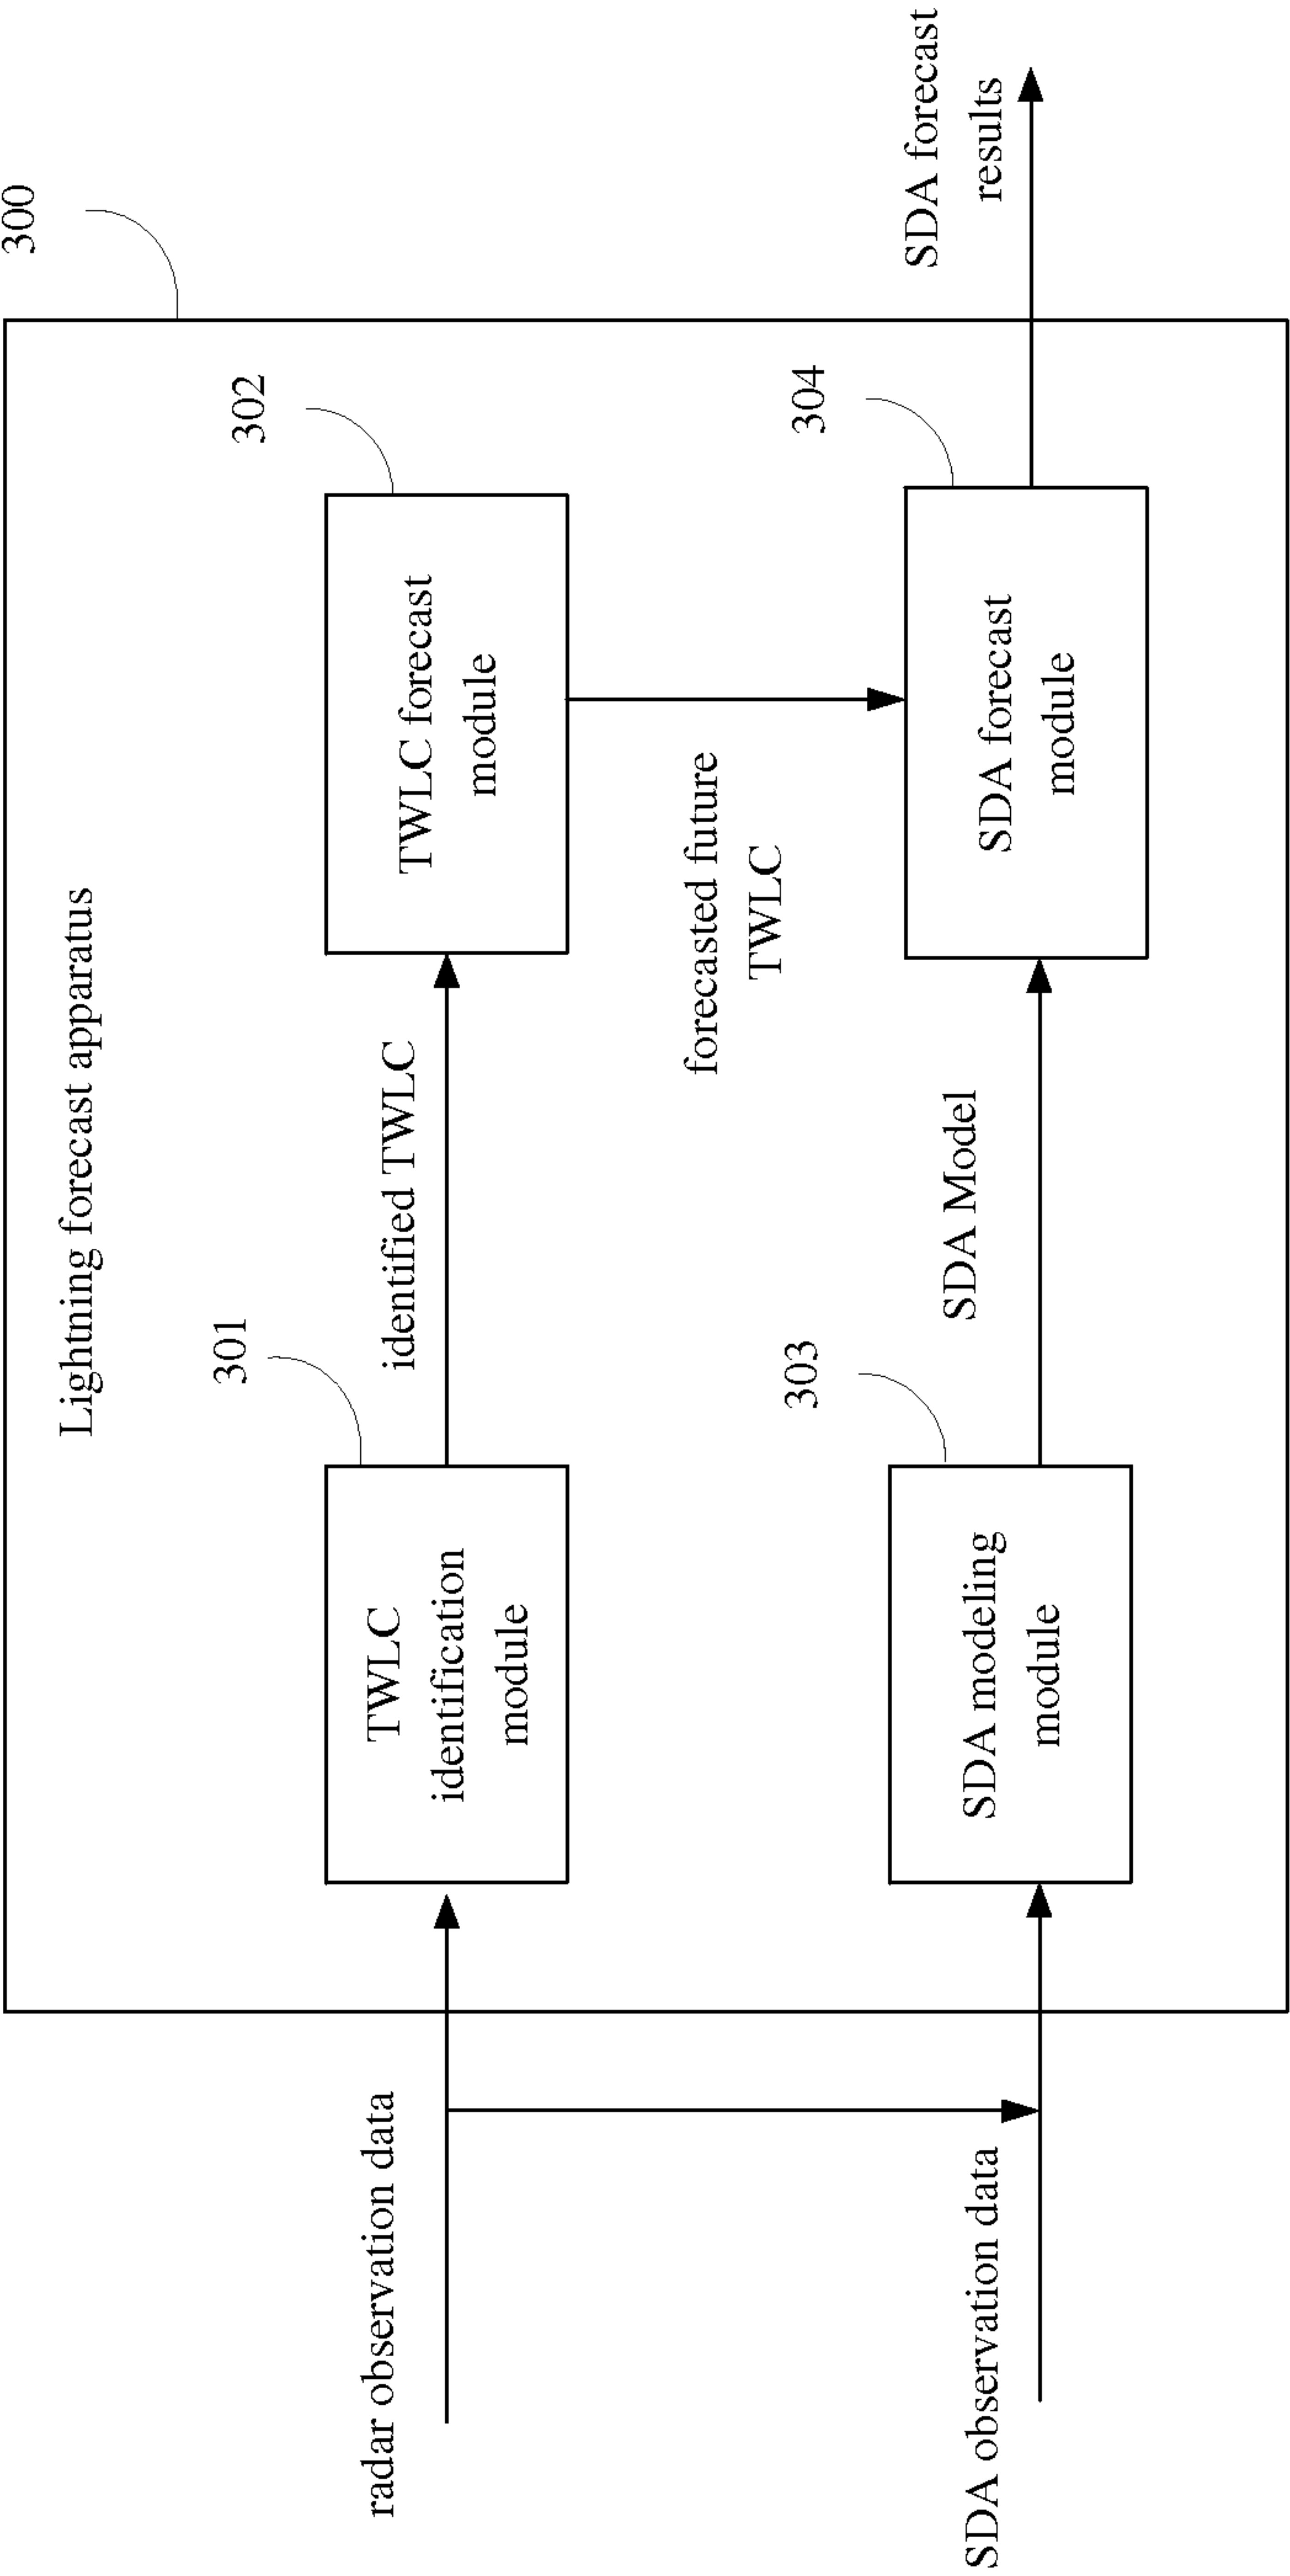 300
Lightning forecast apparatus
301
302
radar observation data
TWLC
identification
module
identified TWLC
TWLC forecast
module
forecasted future
TWLC
303
304
SDA observation data
SDA modeling
module
SDA Model
SDA forecast
module
SDA forecast
results